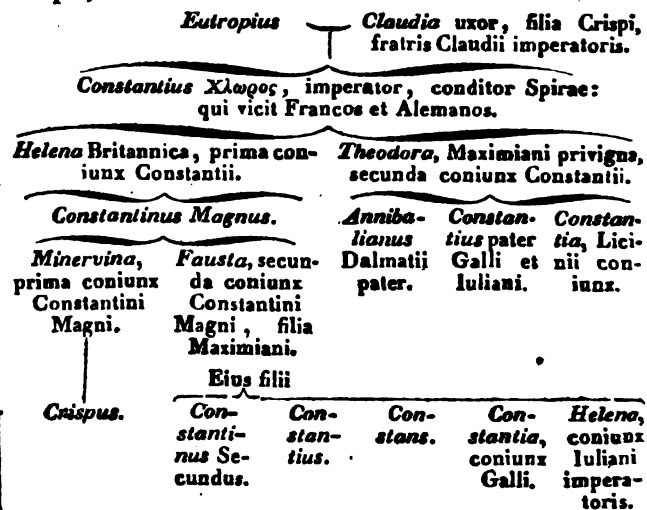 Eutropius Claudia uxor, filia Crispi,
fratris Claudii imperatoris.
Constantius Χλωρος, imperator, conditor Spirae:
qui vicit Francos et Alemanos.
Helena Britannica, prima con-
iunx Constantii.
Theodora, Maximiani privigna,
secunda coniunx Constantii.
Constantinus Magnus.
Anniba-
lianus
Dalmatij
pater.
Constan-
tius pater
Galli et
Iuliani.
Constan-
tia, Lici-
nii con-
iunx.
Minervina,
prima coniunx
Constantini
Magni.
Fausta, secun-
da coniunx
Constantini
Magni, filia
Maximiani.
Eius filii
Crispus.
Con-
stanti-
nus Se-
cundus.
Con-
stan-
tius.
Con-
stans.
Con-
stantia,
coniunx
Galli.
Helena,
coniunx
Iuliani
impera-
toris.